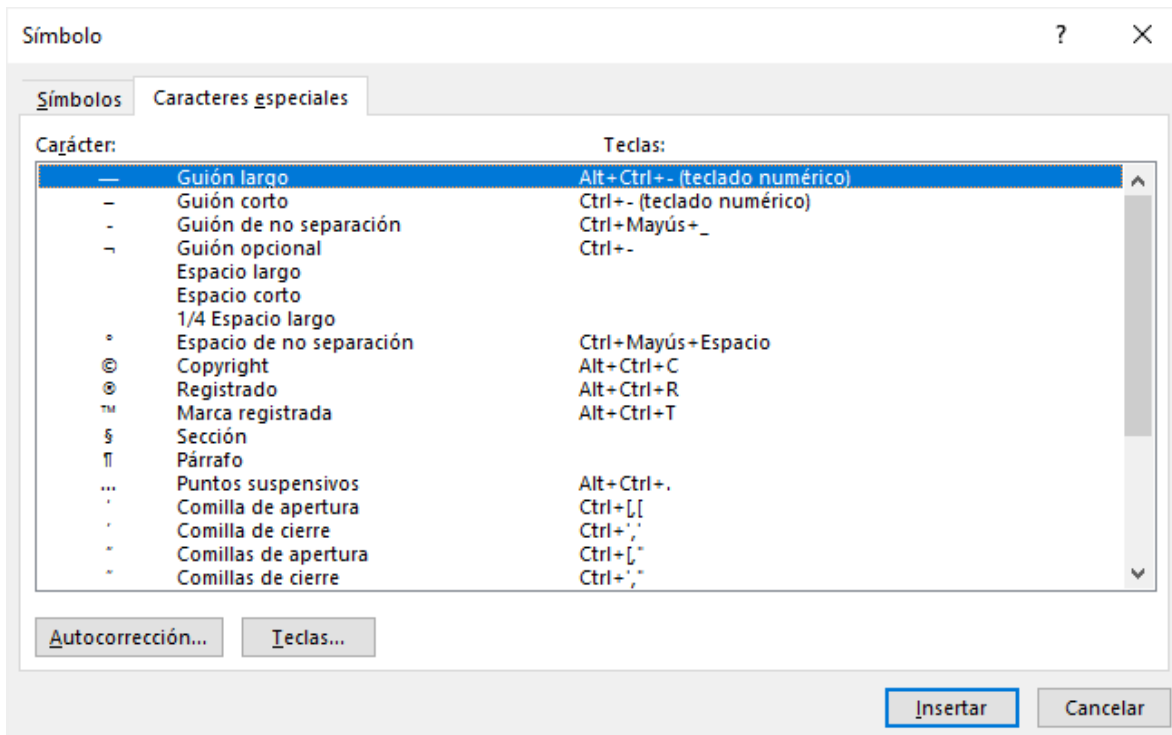 Símbolo ? ×
Símbolos Caracteres especiales
Carácter: Teclas:
— Guión largo Alt+Ctrl+- (teclado numérico)
– Guión corto Ctrl+- (teclado numérico)
- Guión de no separación Ctrl+Mayús+_
¬ Guión opcional Ctrl+-
Espacio largo
Espacio corto
1/4 Espacio largo
° Espacio de no separación Ctrl+Mayús+Espacio
© Copyright Alt+Ctrl+C
® Registrado Alt+Ctrl+R
™ Marca registrada Alt+Ctrl+T
§ Sección
¶ Párrafo
… Puntos suspensivos Alt+Ctrl+.
‘ Comilla de apertura Ctrl+[,[
’ Comilla de cierre Ctrl+','
“ Comillas de apertura Ctrl+[,"
” Comillas de cierre Ctrl+',"
Autocorrección... Teclas...
Insertar Cancelar